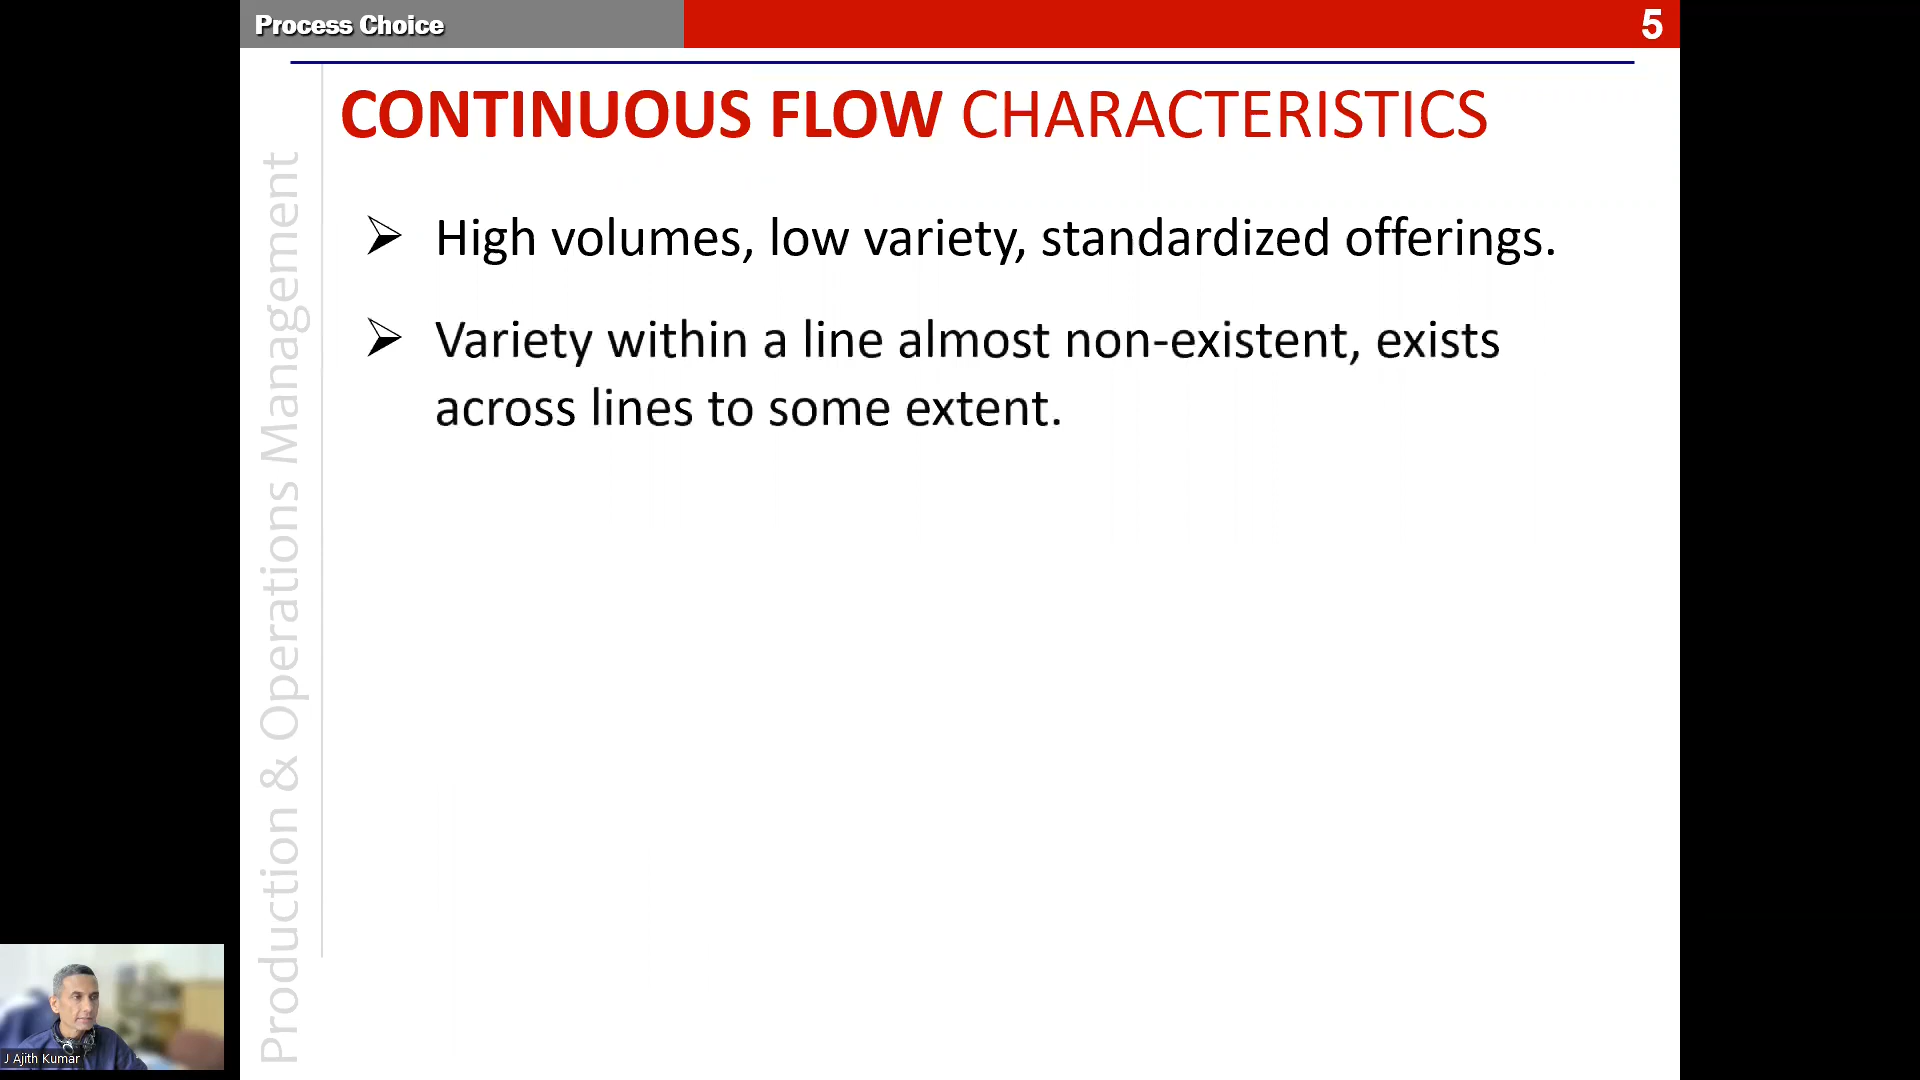 Process Choice
5
CONTINUOUS FLOW CHARACTERISTICS
High volumes, low variety, standardized offerings.
Variety within a line almost non-existent, exists
across lines to some extent.
Production & Operations Management
J Ajith Kumar